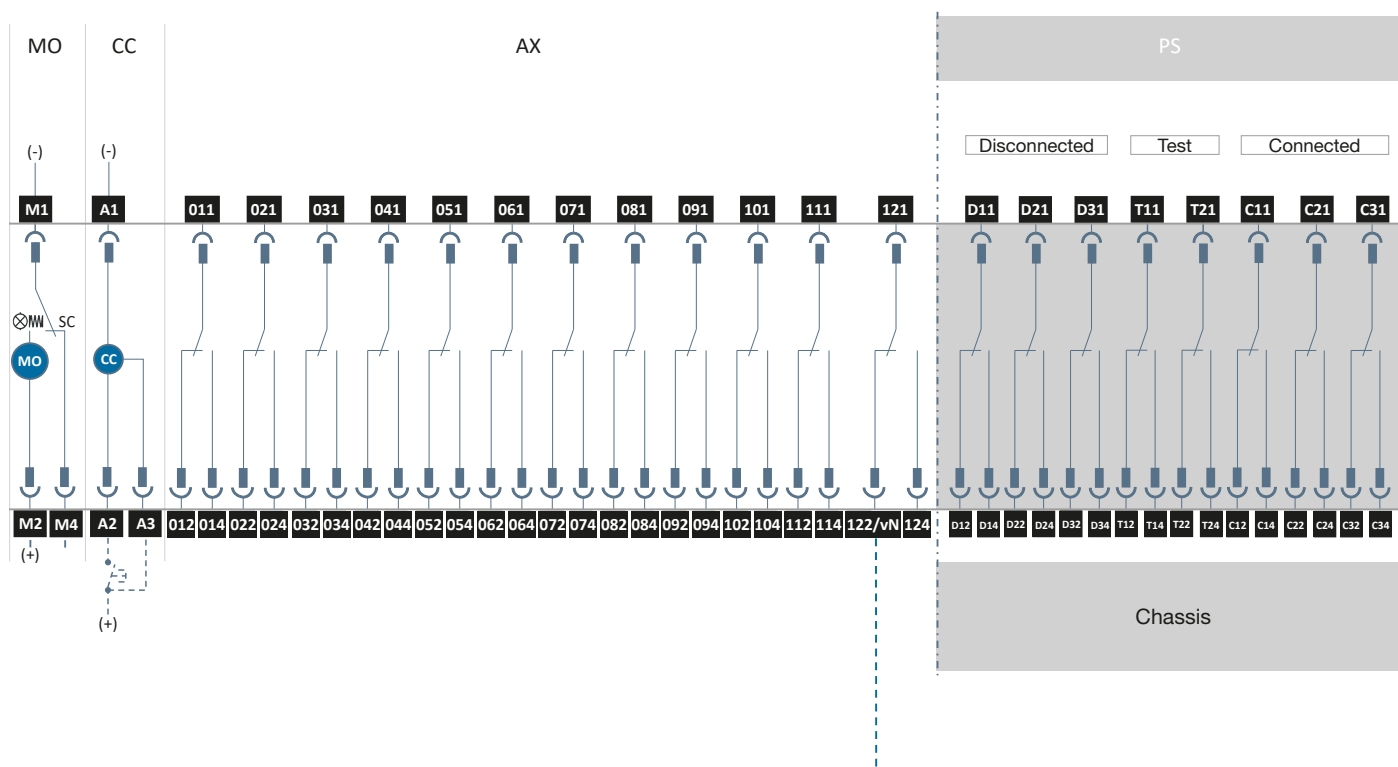 MO CC AX PS
Disconnected Test Connected
(-) (-)
M1 A1 011 021 031 041 051 061 071 081 091 101 111 121 D11 D21 D31 T11 T21 C11 C21 C31
SC
MO CC
M2 M4 A2 A3 012 014 022 024 032 034 042 044 052 054 062 064 072 074 082 084 092 094 102 104 112 114 122/vN 124 D12 D14 D22 D24 D32 D34 T12 T14 T22 T24 C12 C14 C22 C24 C32 C34
(+)
(+)
Chassis